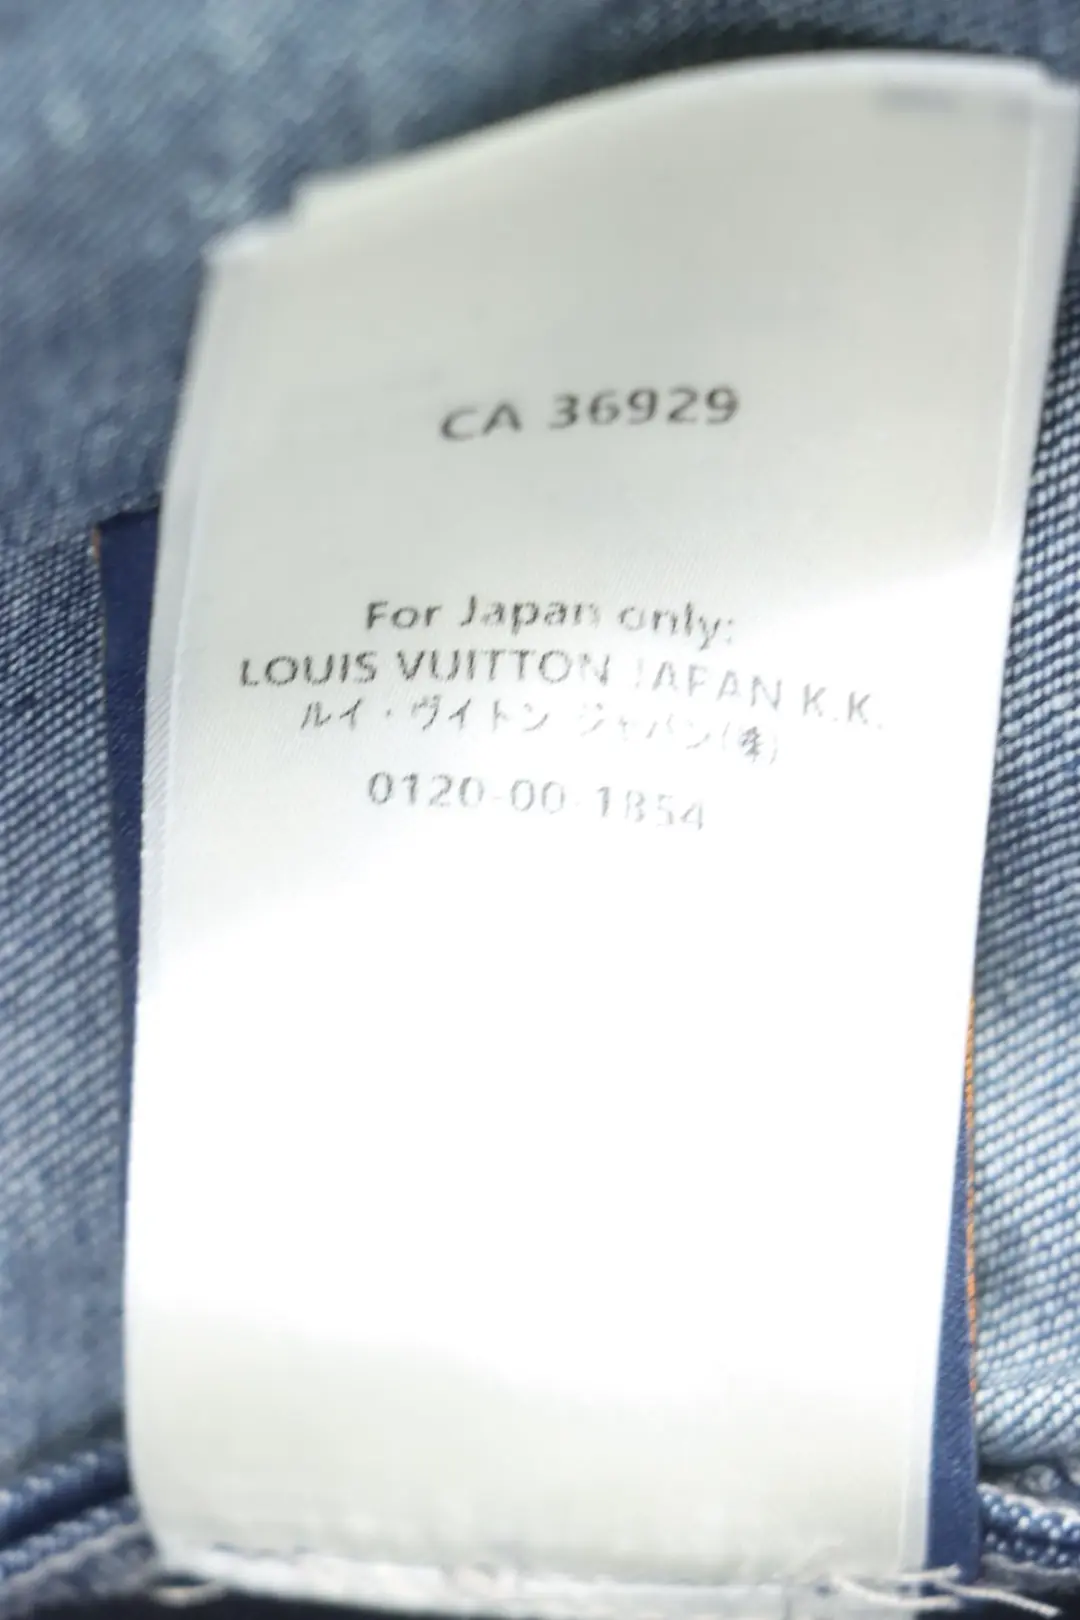 CA 36929
For Japan only:
LOUIS VUITTON JAPAN K.K.
ルイ・ヴィトン ジャパン(株)
0120-00-1854